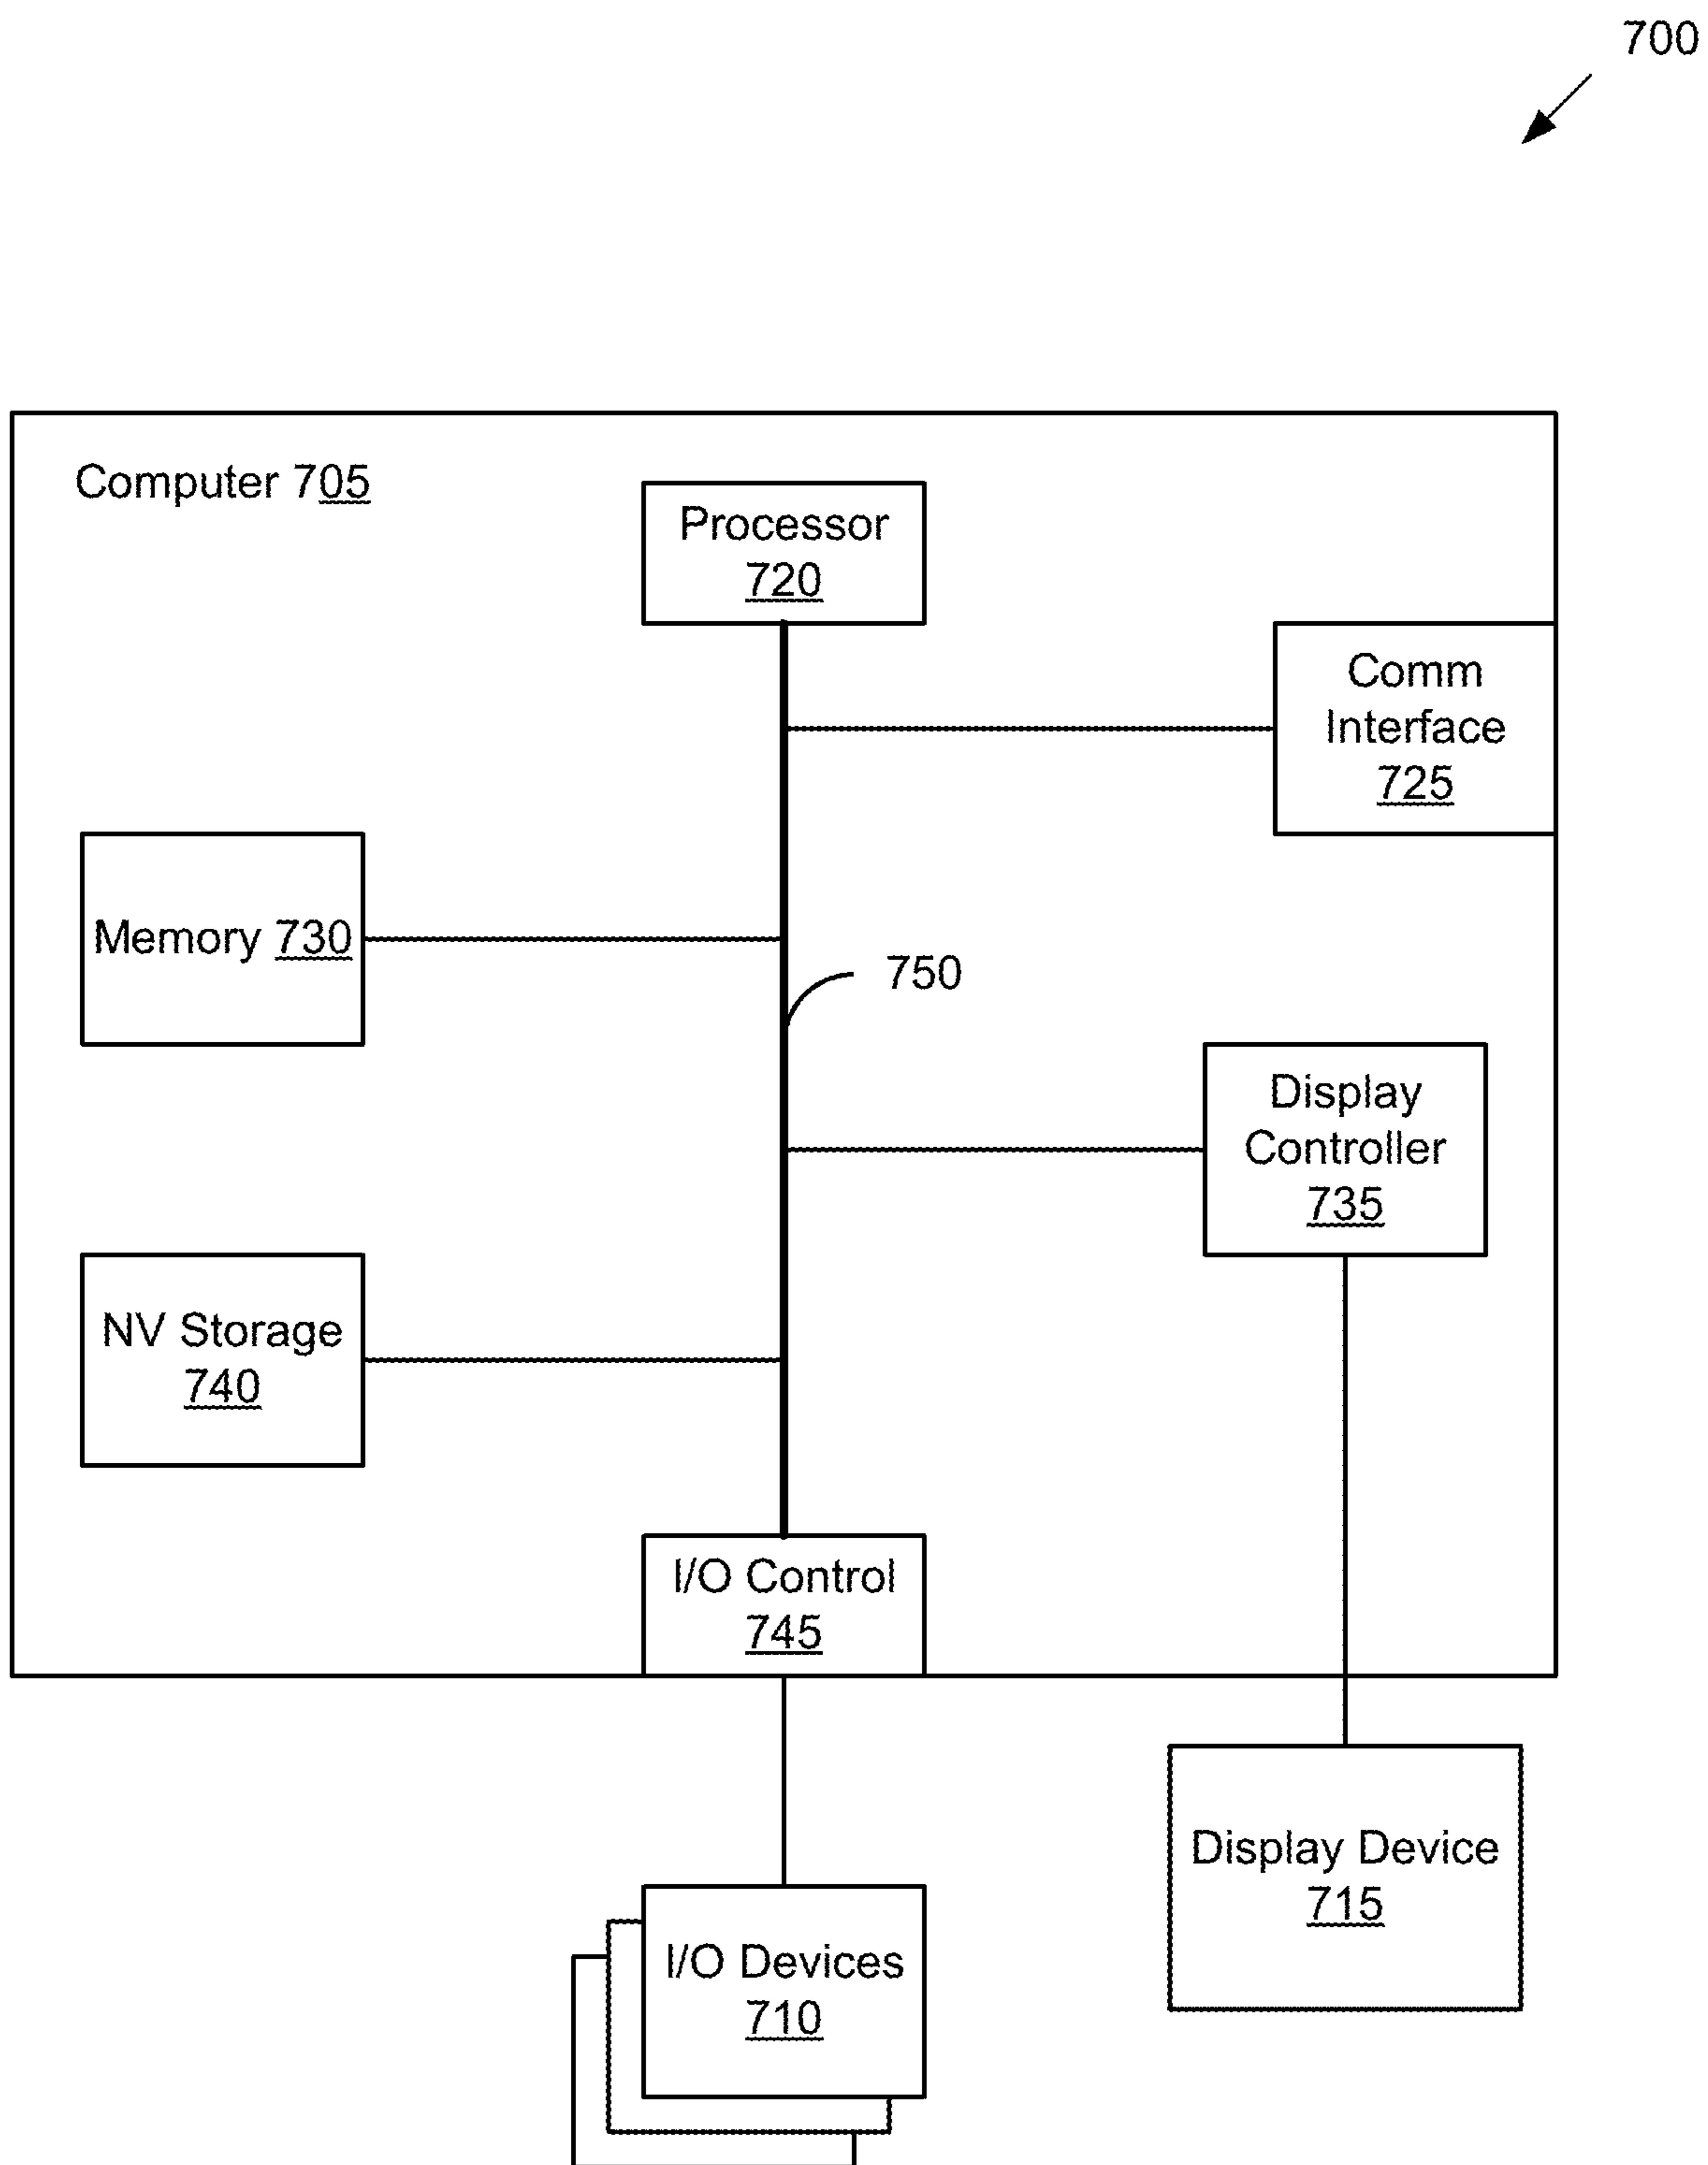 700
Computer 705
Processor
720
Comm
Interface
725
Memory 730
750
Display
Controller
735
NV Storage
740
I/O Control
745
Display Device
715
I/O Devices
710